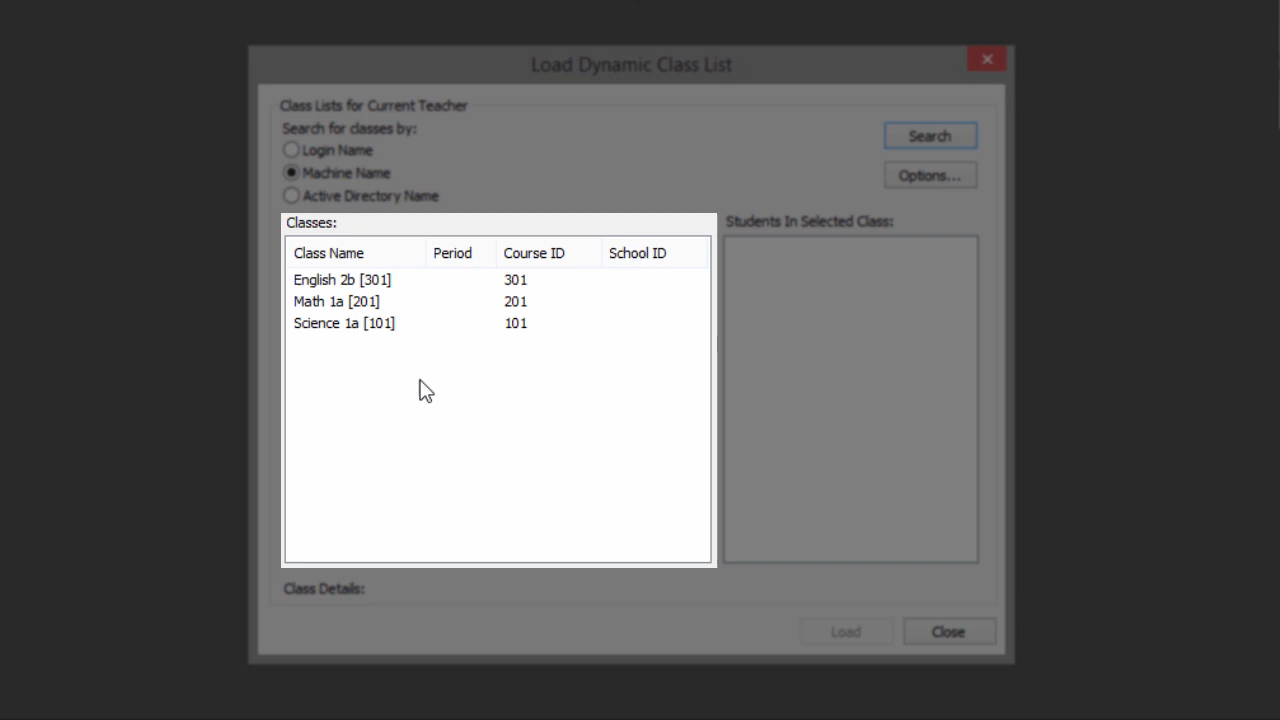 Load Dynamic Class List
Class Lists for Current Teacher
Search for classes by:
Login Name
Machine Name
Active Directory Name
Search
Options...
Classes:
Class Name Period Course ID School ID
English 2b [301] 301
Math 1a [201] 201
Science 1a [101] 101
Students In Selected Class:
Class Details:
Load Close